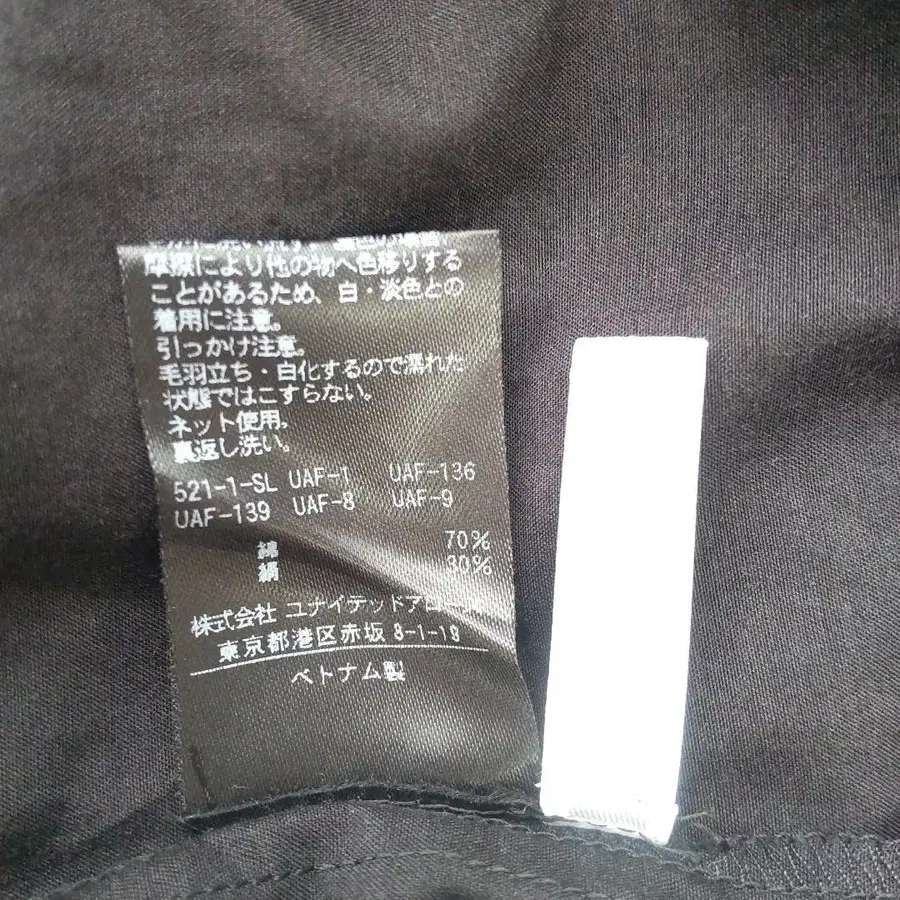 摩擦により他の物へ色移りする
ことがあるため、白・淡色との
着用に注意。
引っかけ注意。
毛羽立ち・白化するので濡れた
状態ではこすらない。
ネット使用。
裏返し洗い。
521-1-SL UAF-1 UAF-136
UAF-139 UAF-8 UAF-9
綿 70%
絹 30%
株式会社 ユナイテッドアロ
東京都港区赤坂 8-1-19
ベトナム製